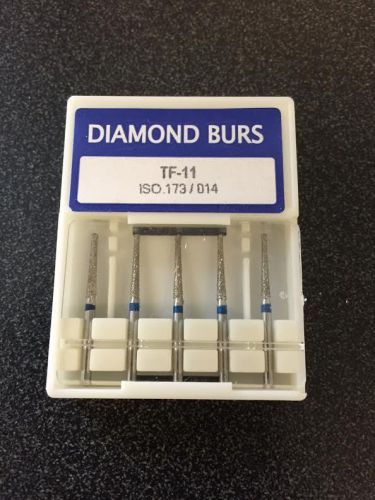 DIAMOND BURS
TF-11
ISO.173/014